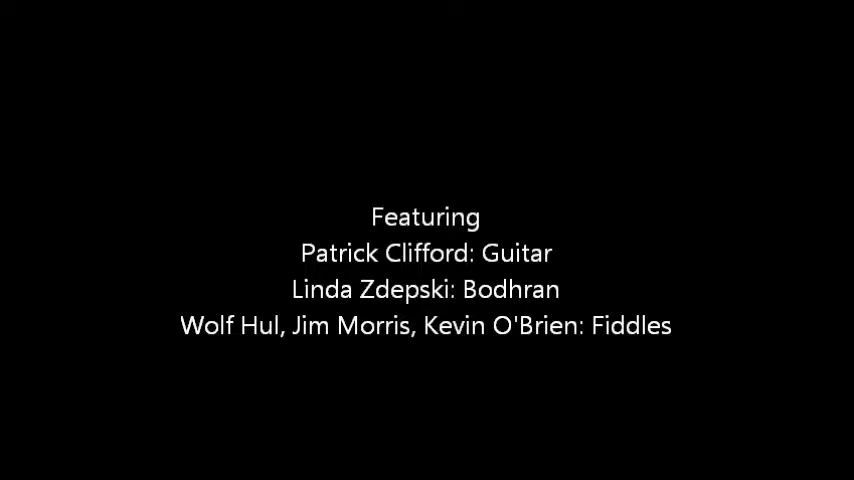 Featuring
Patrick Clifford: Guitar
Linda Zdepski: Bodhran
Wolf Hul, Jim Morris, Kevin O'Brien: Fiddles